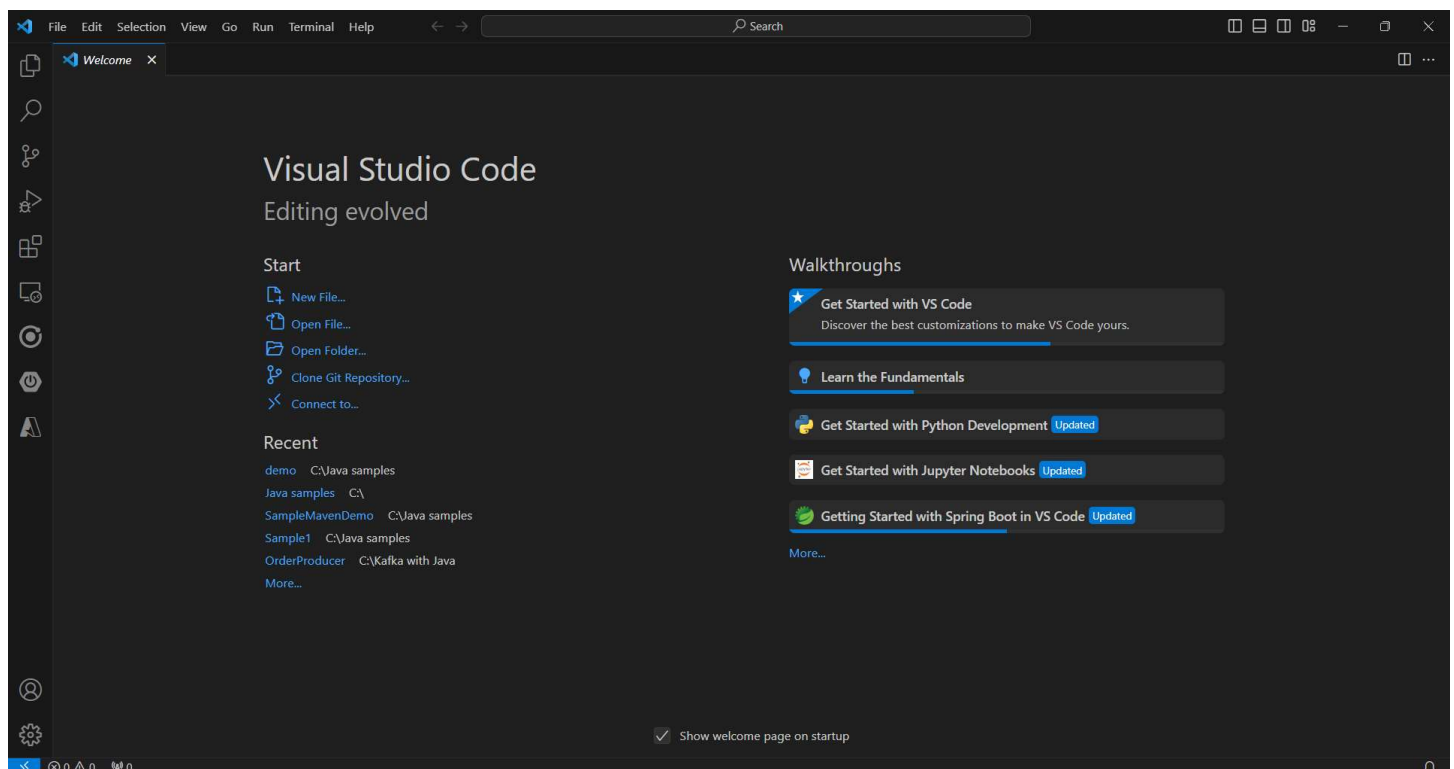 File Edit Selection View Go Run Terminal Help
Search
Welcome
Visual Studio Code
Editing evolved
Start
New File...
Open File...
Open Folder...
Clone Git Repository...
Connect to...
Recent
demo C:\Java samples
Java samples C:\
SampleMavenDemo C:\Java samples
Sample1 C:\Java samples
OrderProducer C:\Kafka with Java
More...
Walkthroughs
Get Started with VS Code
Discover the best customizations to make VS Code yours.
Learn the Fundamentals
Get Started with Python Development Updated
Get Started with Jupyter Notebooks Updated
Getting Started with Spring Boot in VS Code Updated
More...
Show welcome page on startup
0 0 0